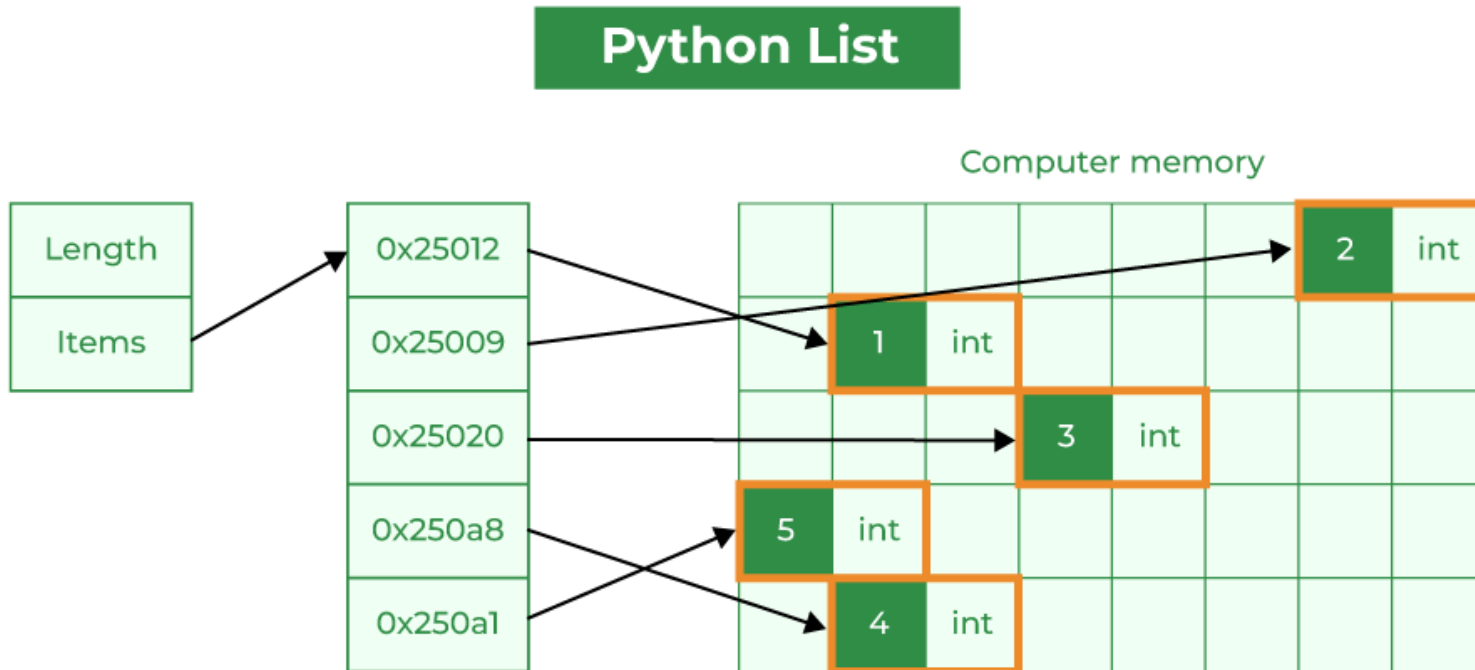 Python List
Computer memory
Length
Items
0x25012
0x25009
0x25020
0x250a8
0x250a1
2 int
1 int
3 int
5 int
4 int